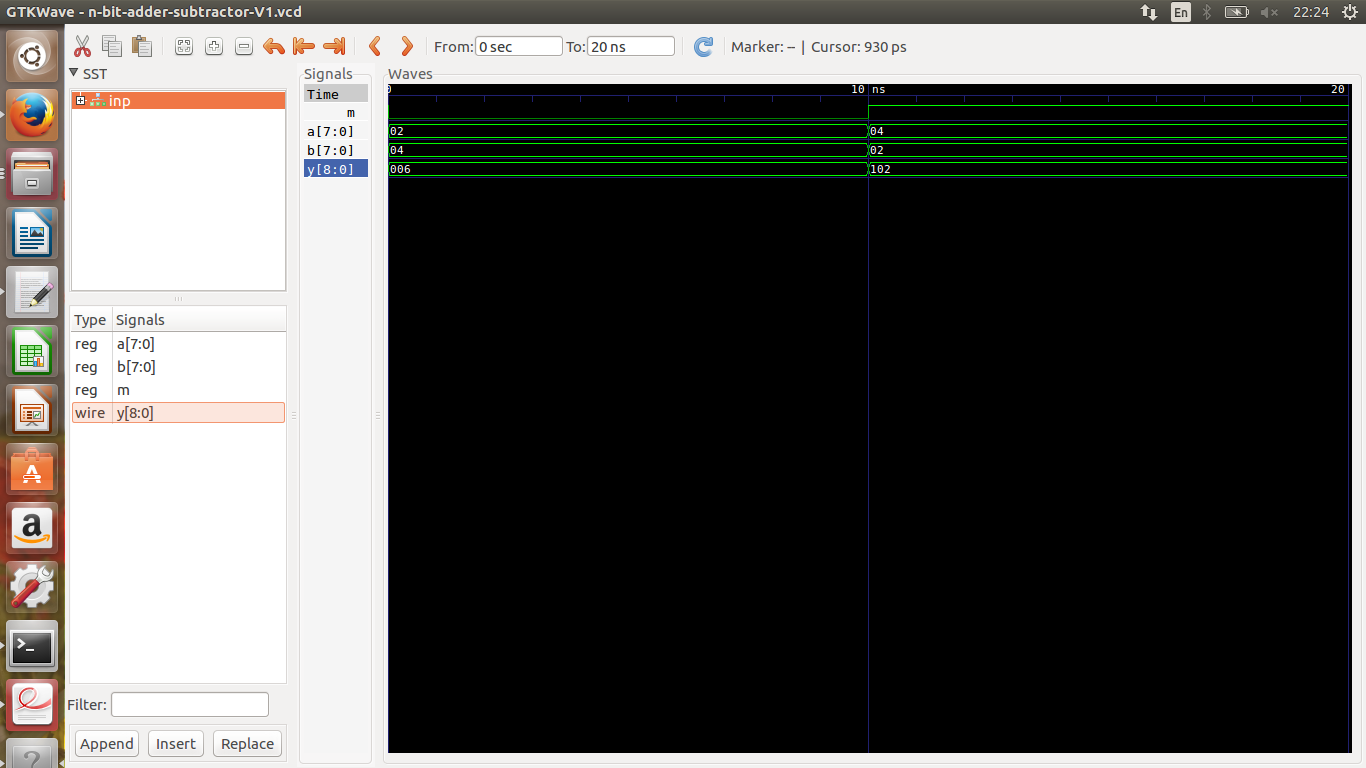 GTKWave - n-bit-adder-subtractor-V1.vcd
En
22:24
From: 0 sec To: 20 ns Marker: -- | Cursor: 930 ps
SST
inp
Type Signals
reg a[7:0]
reg b[7:0]
reg m
wire y[8:0]
Filter:
Append Insert Replace
Signals
Time
m
a[7:0]
b[7:0]
y[8:0]
Waves
0 10 ns 20
02 04
04 02
006 102